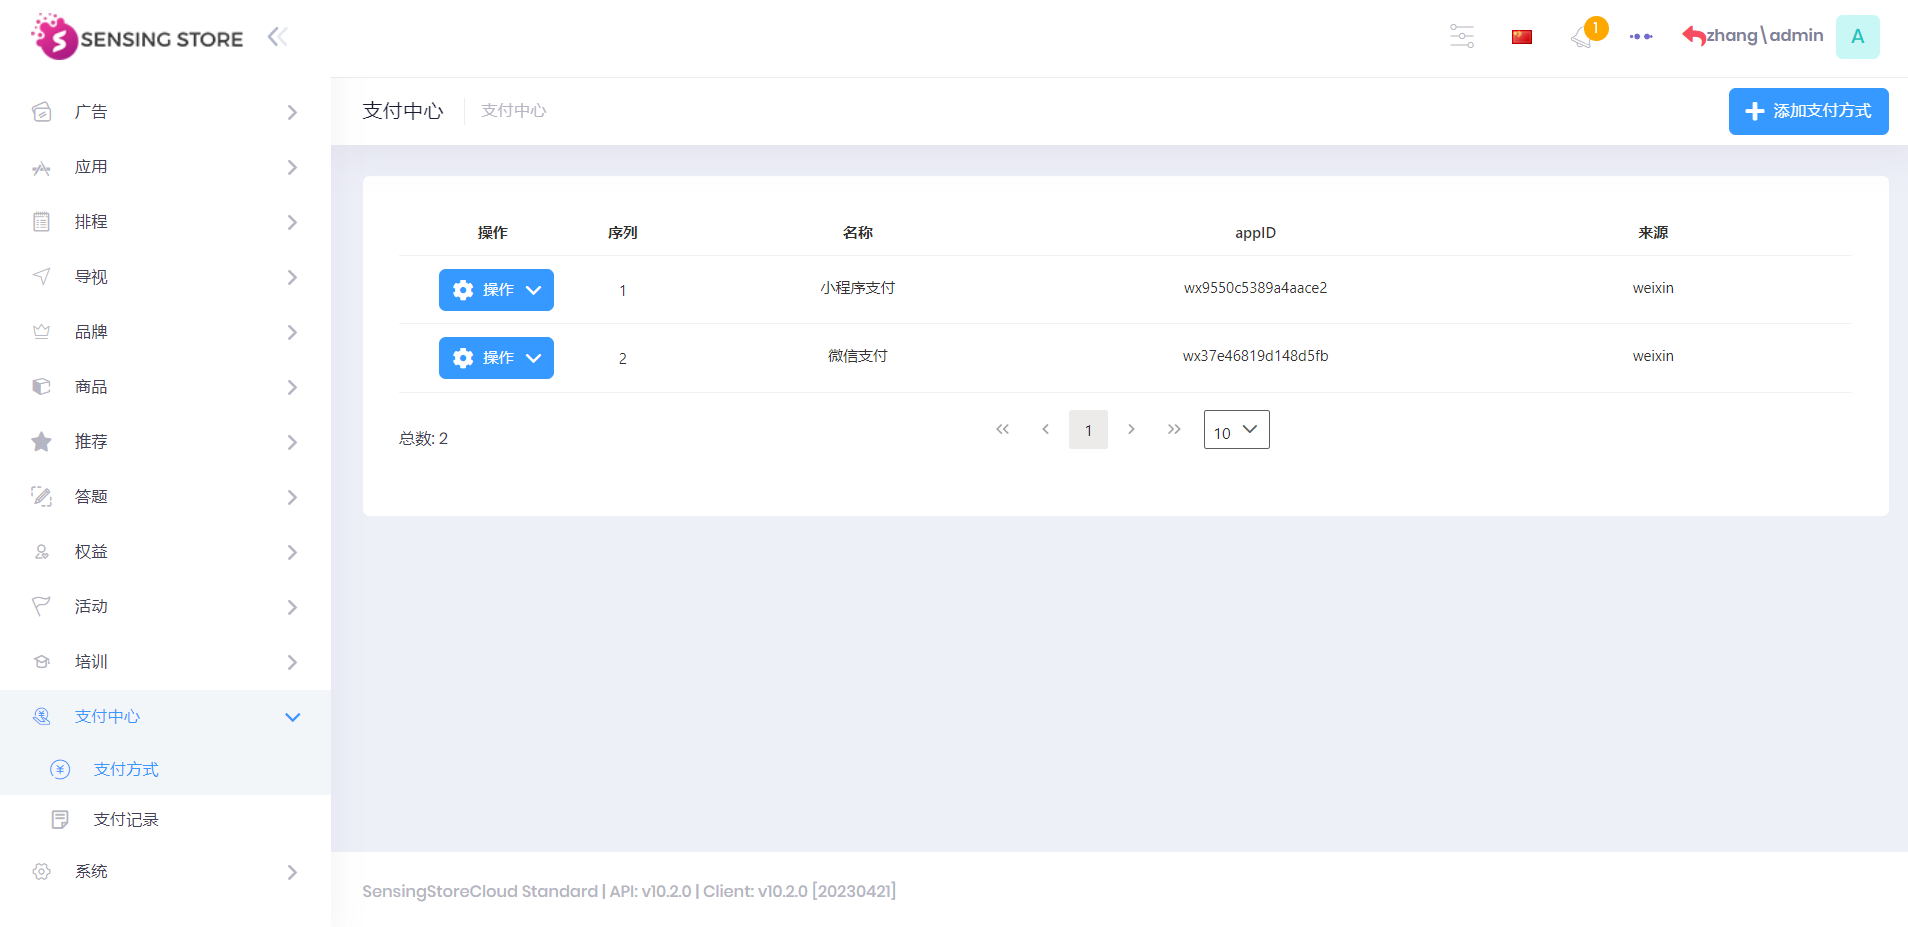 SENSING STORE
1
zhang\admin
A
广告
应用
排程
导视
品牌
商品
推荐
答题
权益
活动
培训
支付中心
支付方式
支付记录
系统
支付中心
支付中心
添加支付方式
操作 序列 名称 appID 来源
操作 1 小程序支付 wx9550c5389a4aace2 weixin
操作 2 微信支付 wx37e46819d148d5fb weixin
总数: 2
1
10
SensingStoreCloud Standard | API: v10.2.0 | Client: v10.2.0 [20230421]